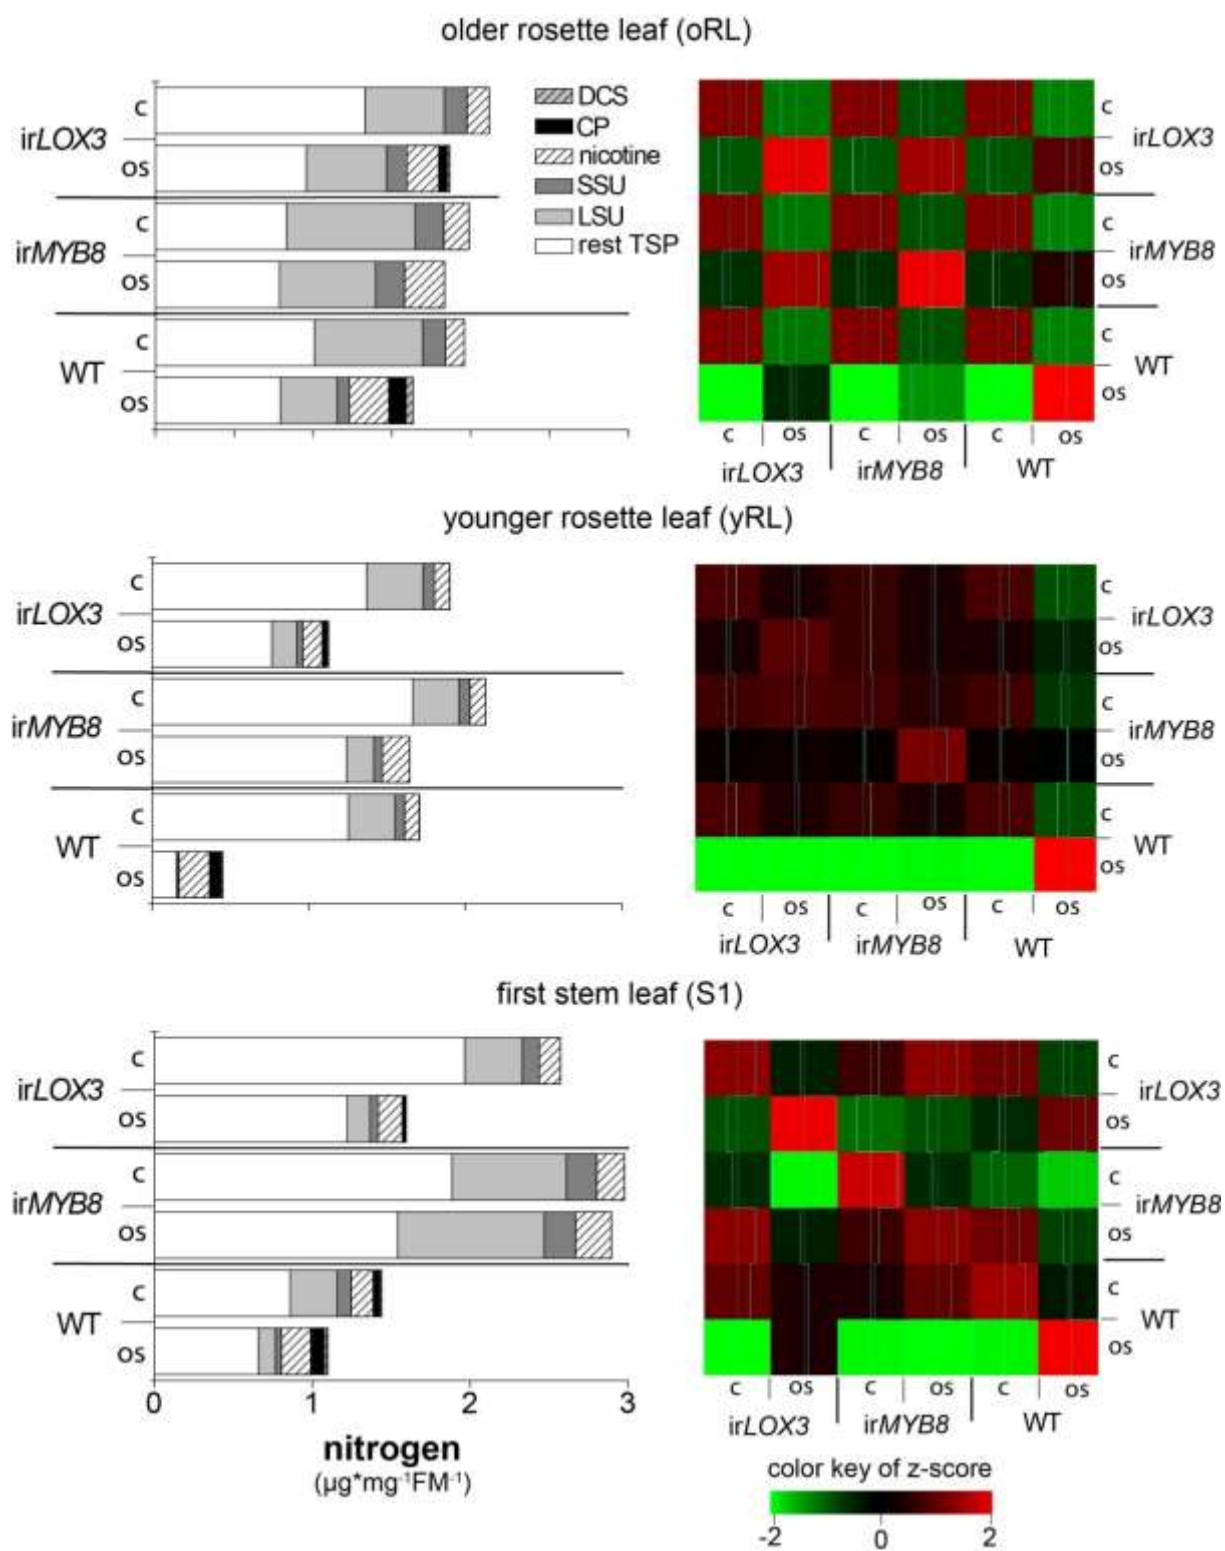 older rosette leaf (oRL)
irLOX3
c
os
irMYB8
c
os
WT
c
os
DCS
CP
nicotine
SSU
LSU
rest TSP
c
os
irLOX3
c
os
irMYB8
c
os
WT
c os c os c os
irLOX3 irMYB8 WT
younger rosette leaf (yRL)
irLOX3
c
os
irMYB8
c
os
WT
c
os
c
os
irLOX3
c
os
irMYB8
c
os
WT
c os c os c os
irLOX3 irMYB8 WT
first stem leaf (S1)
irLOX3
c
os
irMYB8
c
os
WT
c
os
0 1 2 3
nitrogen
(µg*mg⁻¹FM⁻¹)
c
os
irLOX3
c
os
irMYB8
c
os
WT
c os c os c os
irLOX3 irMYB8 WT
color key of z-score
-2 0 2